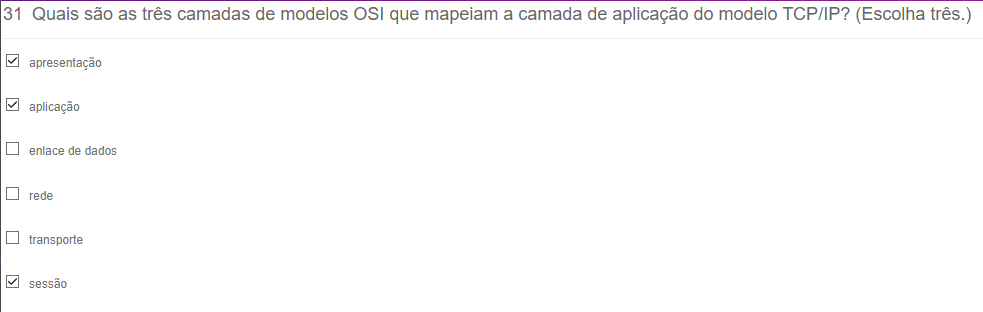 31 Quais são as três camadas de modelos OSI que mapeiam a camada de aplicação do modelo TCP/IP? (Escolha três.)
apresentação
aplicação
enlace de dados
rede
transporte
sessão